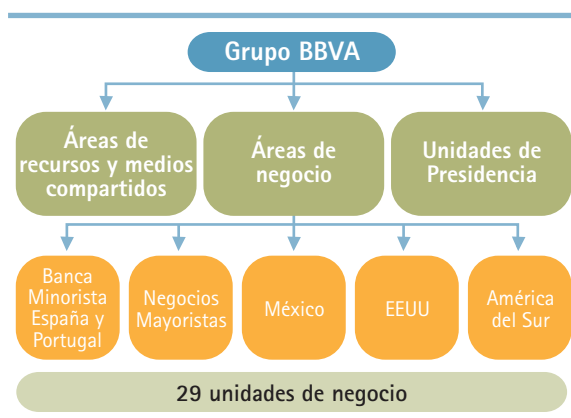 Grupo BBVA
Áreas de
recursos y medios
compartidos
Áreas de
negocio
Unidades de
Presidencia
Banca
Minorista
España y
Portugal
Negocios
Mayoristas
México
EEUU
América
del Sur
29 unidades de negocio